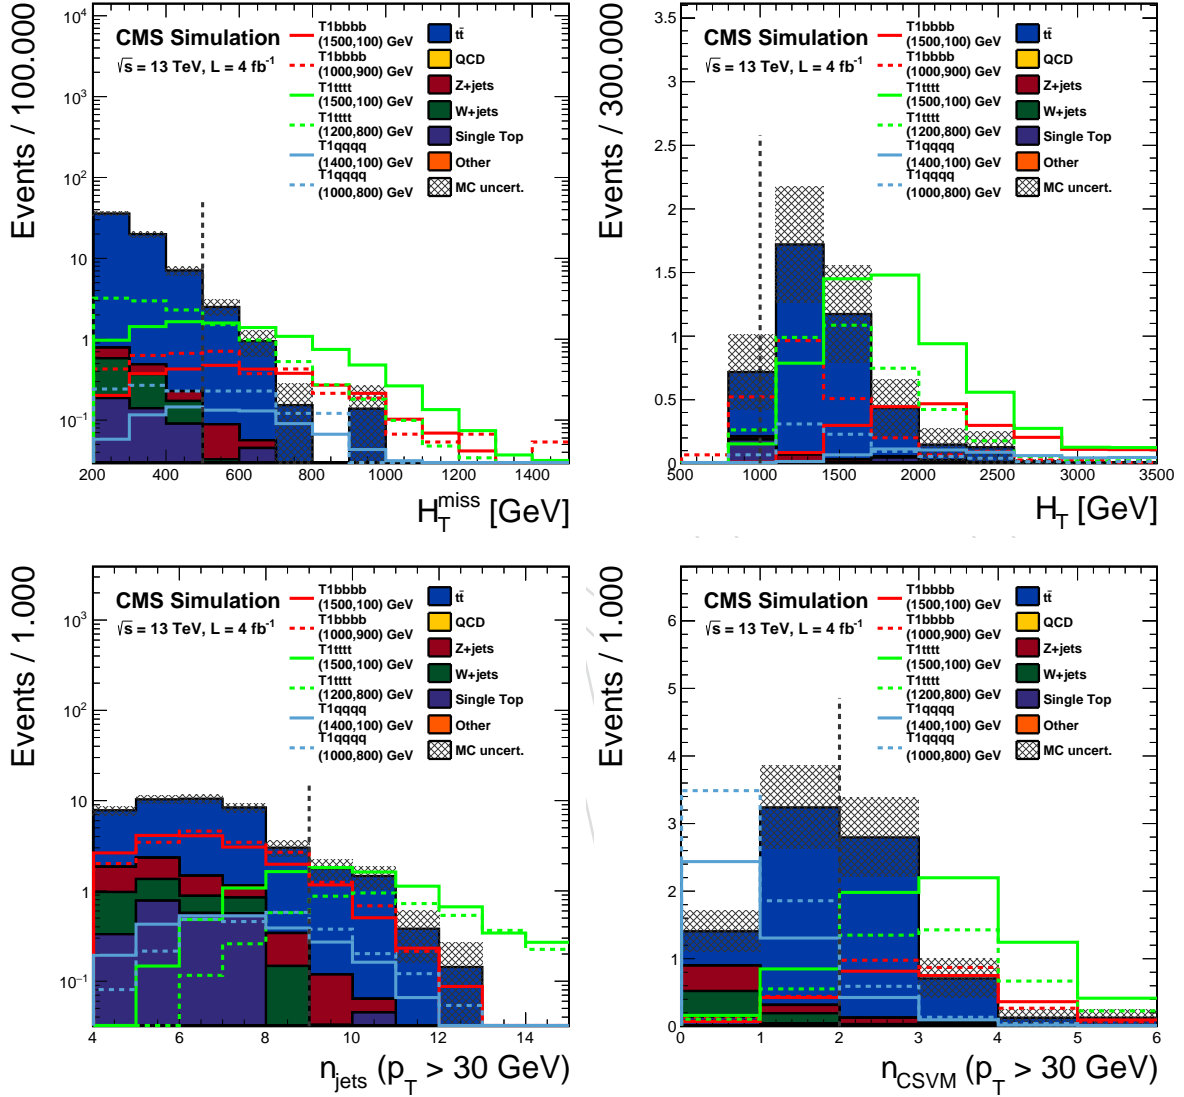 Events / 100.000
10⁴
10³
10²
10
1
10⁻¹
CMS Simulation
√s = 13 TeV, L = 4 fb⁻¹
T1bbbb
(1500,100) GeV
T1bbbb
(1000,900) GeV
T1tttt
(1500,100) GeV
T1tttt
(1200,800) GeV
T1qqqq
(1400,100) GeV
T1qqqq
(1000,800) GeV
tt̄
QCD
Z+jets
W+jets
Single Top
Other
MC uncert.
200 400 600 800 1000 1200 1400
H_T^miss [GeV]
Events / 300.000
3.5
3
2.5
2
1.5
1
0.5
0
CMS Simulation
√s = 13 TeV, L = 4 fb⁻¹
T1bbbb
(1500,100) GeV
T1bbbb
(1000,900) GeV
T1tttt
(1500,100) GeV
T1tttt
(1200,800) GeV
T1qqqq
(1400,100) GeV
T1qqqq
(1000,800) GeV
tt̄
QCD
Z+jets
W+jets
Single Top
Other
MC uncert.
500 1000 1500 2000 2500 3000 3500
H_T [GeV]
Events / 1.000
10³
10²
10
1
10⁻¹
CMS Simulation
√s = 13 TeV, L = 4 fb⁻¹
T1bbbb
(1500,100) GeV
T1bbbb
(1000,900) GeV
T1tttt
(1500,100) GeV
T1tttt
(1200,800) GeV
T1qqqq
(1400,100) GeV
T1qqqq
(1000,800) GeV
tt̄
QCD
Z+jets
W+jets
Single Top
Other
MC uncert.
4 6 8 10 12 14
n_jets (p_T > 30 GeV)
Events / 1.000
6
5
4
3
2
1
0
CMS Simulation
√s = 13 TeV, L = 4 fb⁻¹
T1bbbb
(1500,100) GeV
T1bbbb
(1000,900) GeV
T1tttt
(1500,100) GeV
T1tttt
(1200,800) GeV
T1qqqq
(1400,100) GeV
T1qqqq
(1000,800) GeV
tt̄
QCD
Z+jets
W+jets
Single Top
Other
MC uncert.
0 1 2 3 4 5 6
n_CSVM (p_T > 30 GeV)